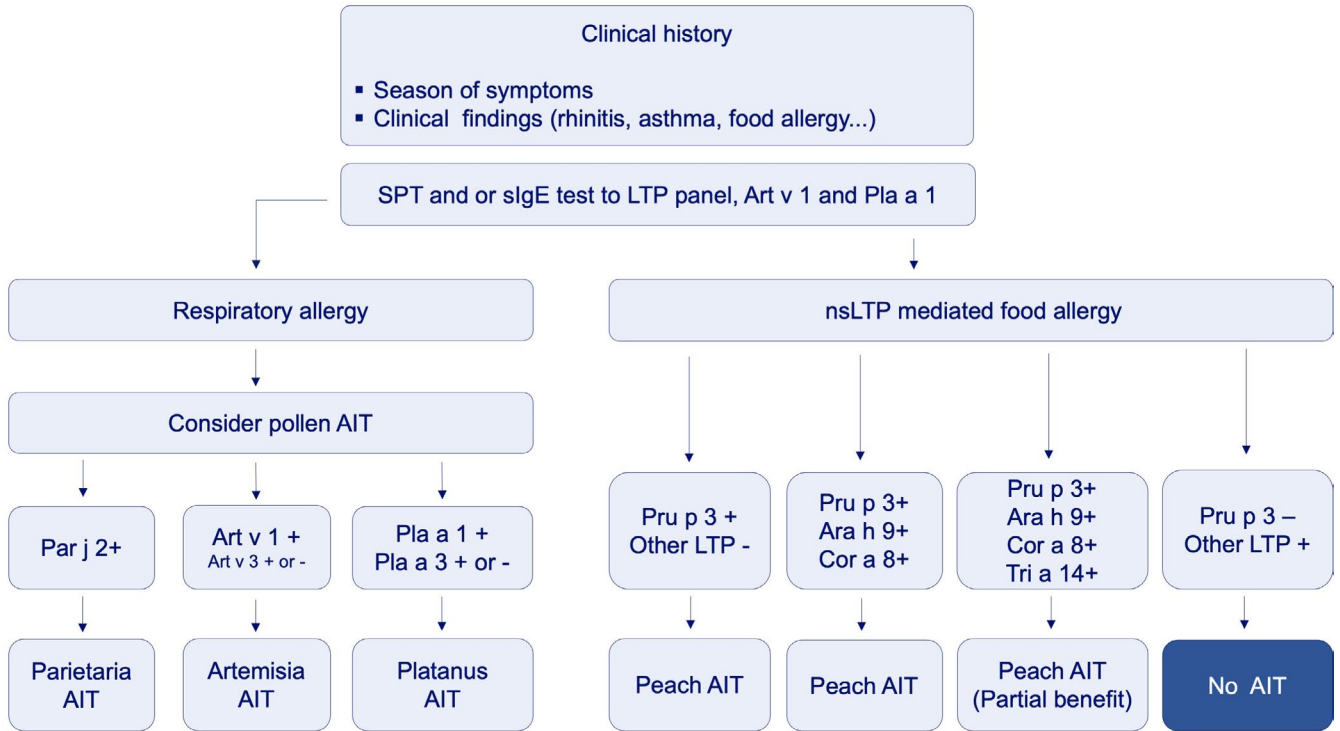 Clinical history
▪ Season of symptoms
▪ Clinical findings (rhinitis, asthma, food allergy...)
SPT and or sIgE test to LTP panel, Art v 1 and Pla a 1
Respiratory allergy
nsLTP mediated food allergy
Consider pollen AIT
Par j 2+
Art v 1 +
Art v 3 + or -
Pla a 1 +
Pla a 3 + or -
Pru p 3 +
Other LTP -
Pru p 3+
Ara h 9+
Cor a 8+
Pru p 3+
Ara h 9+
Cor a 8+
Tri a 14+
Pru p 3 –
Other LTP +
Parietaria
AIT
Artemisia
AIT
Platanus
AIT
Peach AIT
Peach AIT
Peach AIT
(Partial benefit)
No AIT